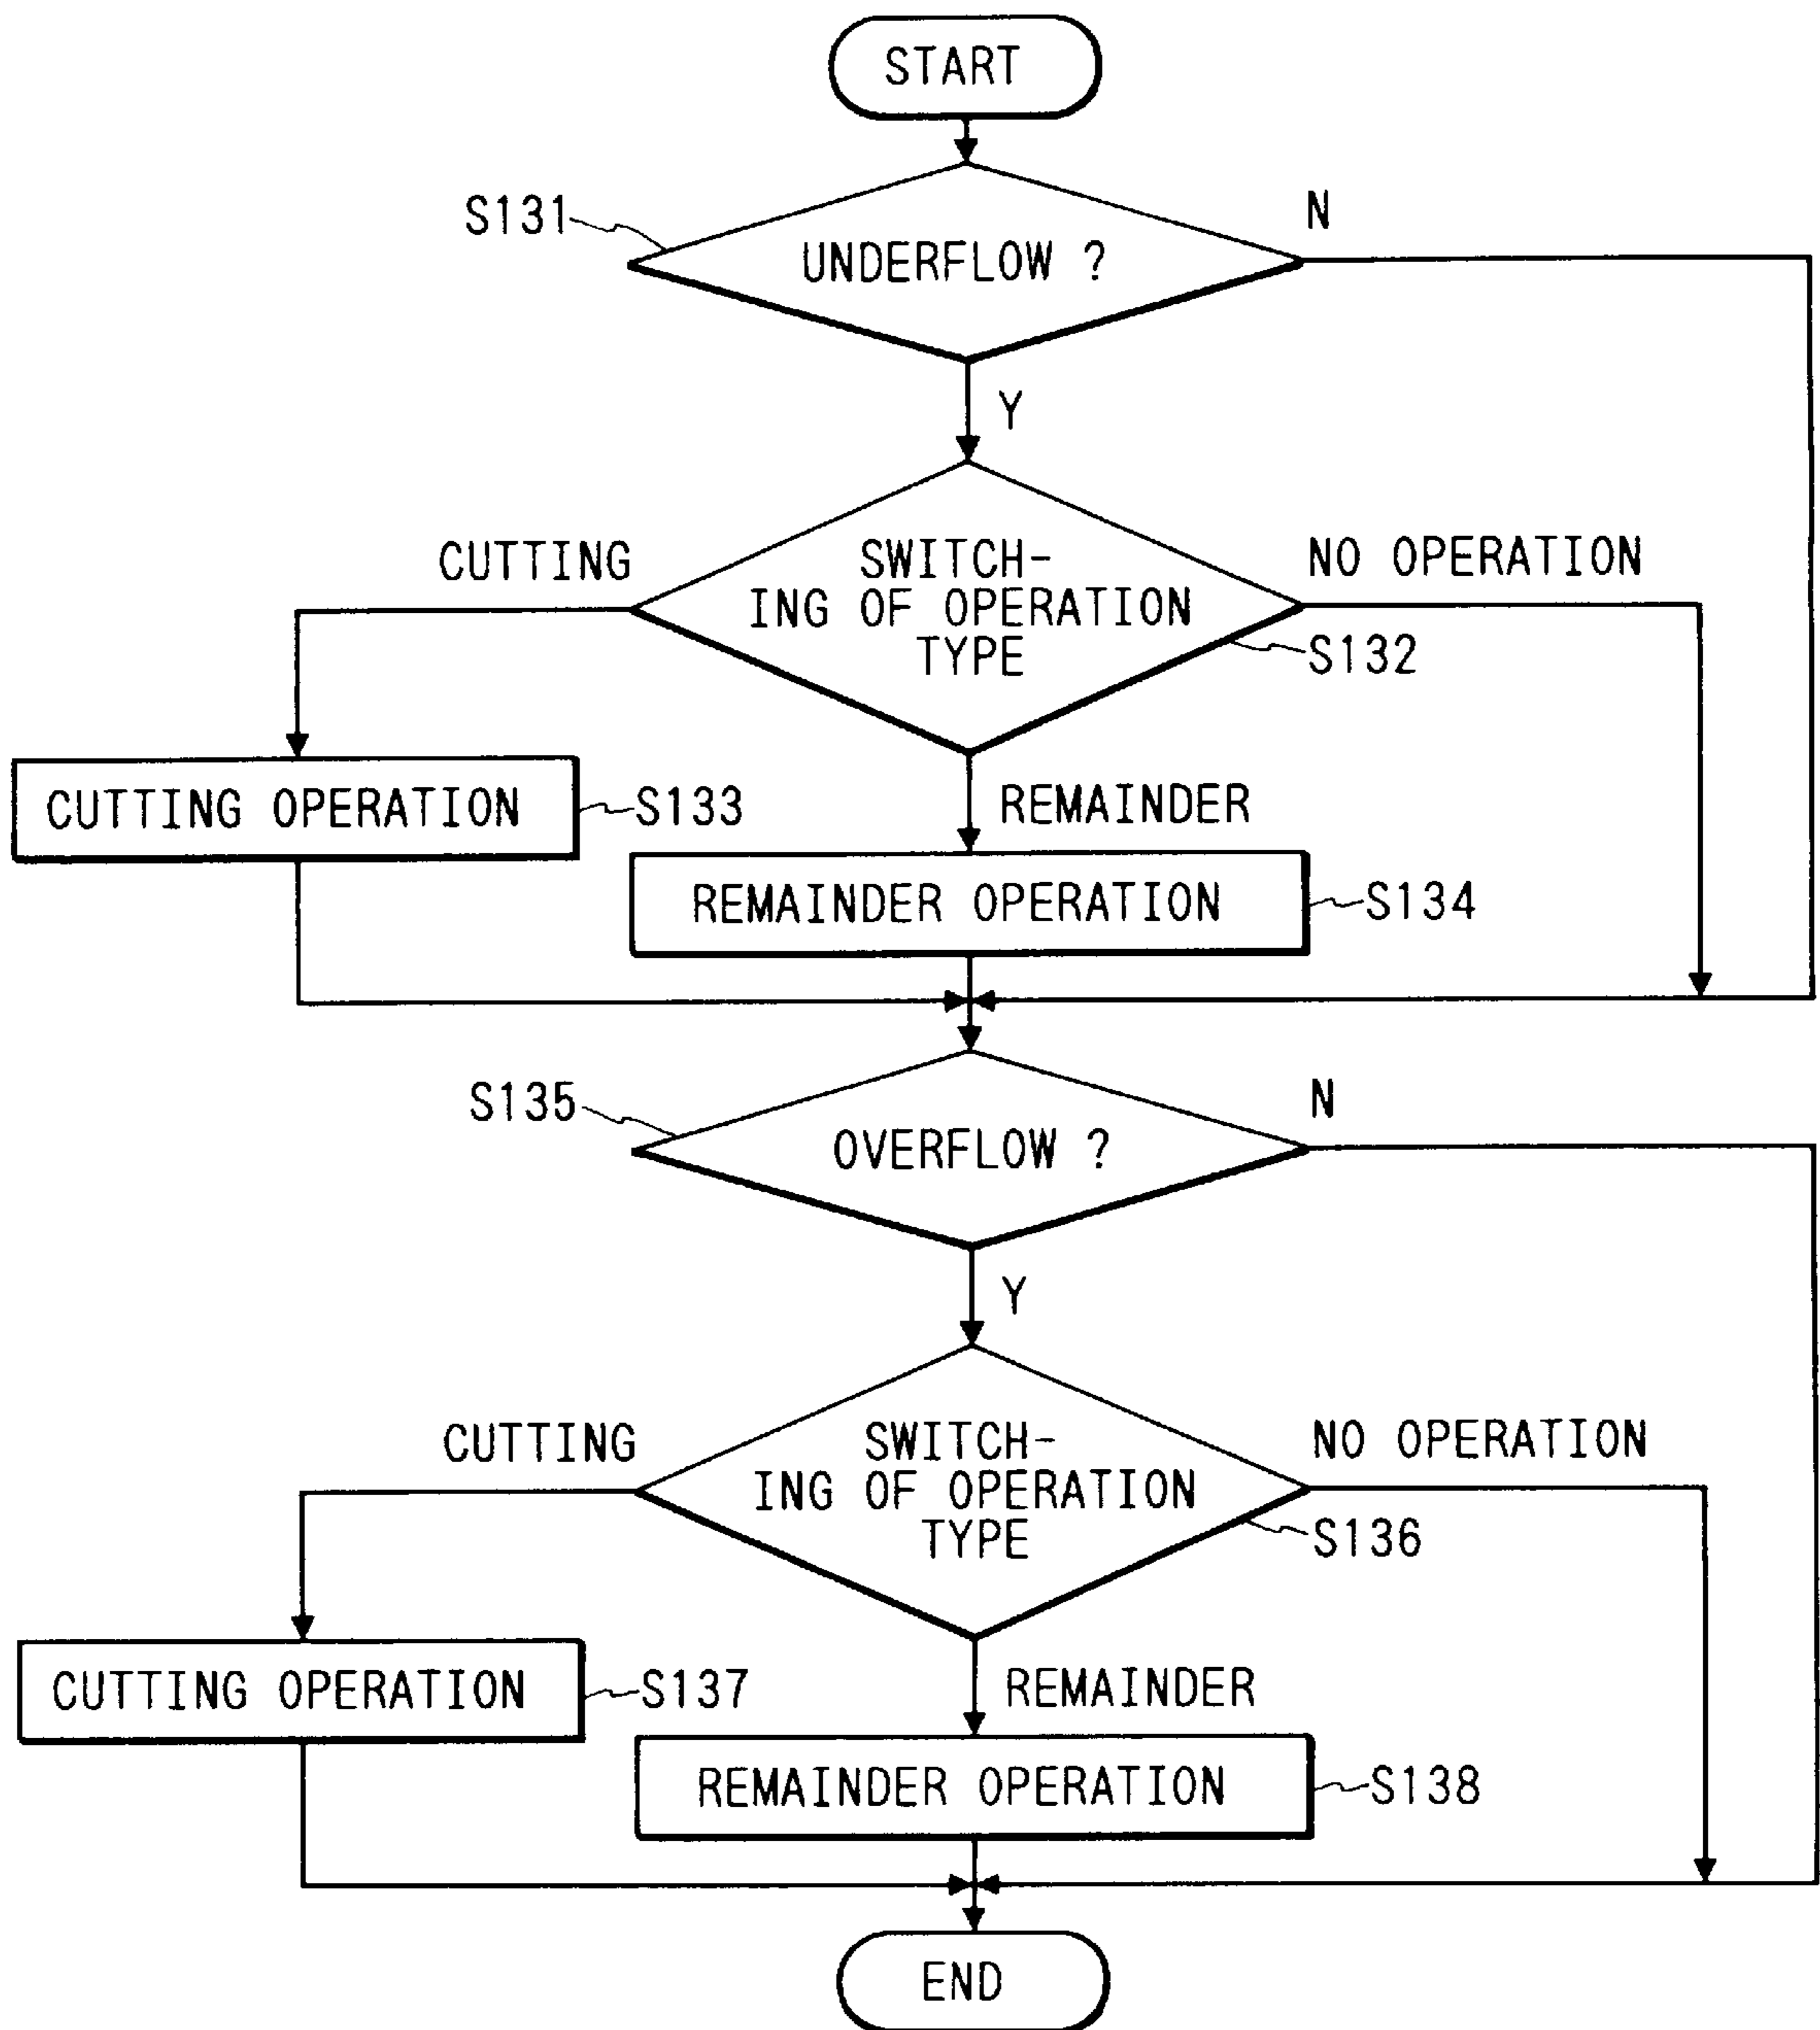 START
S131
UNDERFLOW ?
N
Y
CUTTING
SWITCH-
ING OF OPERATION
TYPE
NO OPERATION
S132
CUTTING OPERATION
S133
REMAINDER
REMAINDER OPERATION
S134
S135
OVERFLOW ?
N
Y
CUTTING
SWITCH-
ING OF OPERATION
TYPE
NO OPERATION
S136
CUTTING OPERATION
S137
REMAINDER
REMAINDER OPERATION
S138
END